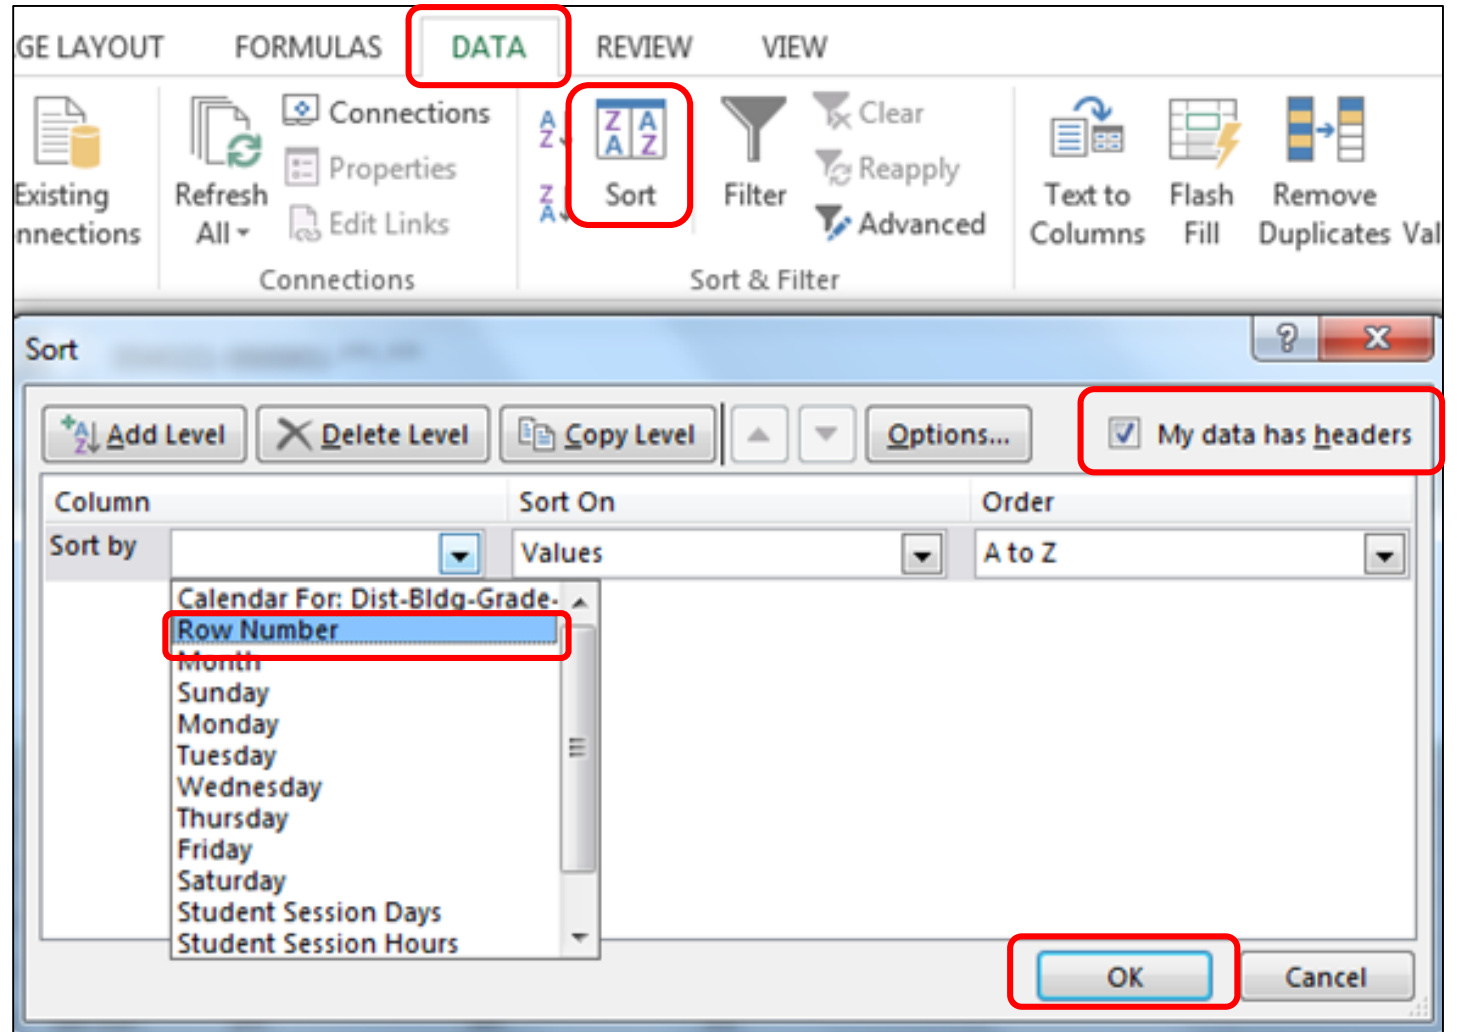 GE LAYOUT FORMULAS DATA REVIEW VIEW
Existing
nnections
Refresh
All
Connections
Properties
Edit Links
Connections
A
Z
Z
A
Z A
A Z
Sort
Filter
Clear
Reapply
Advanced
Sort & Filter
Text to
Columns
Flash
Fill
Remove
Duplicates
Val
Sort
?
X
Add Level
Delete Level
Copy Level
Options...
My data has headers
Column Sort On Order
Sort by Values A to Z
Calendar For: Dist-Bldg-Grade-
Row Number
Month
Sunday
Monday
Tuesday
Wednesday
Thursday
Friday
Saturday
Student Session Days
Student Session Hours
OK Cancel